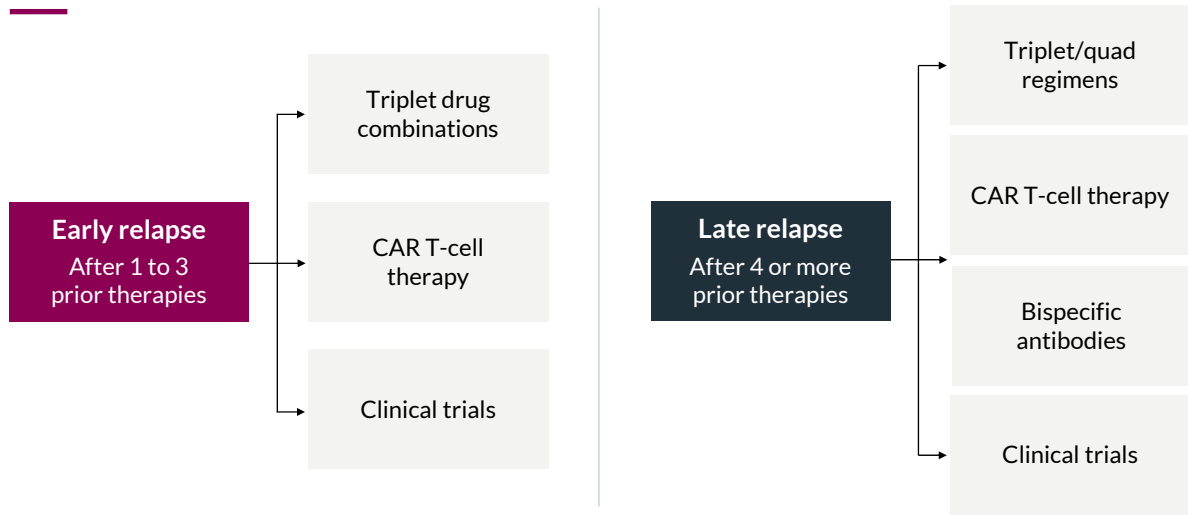 Early relapse
After 1 to 3
prior therapies
Triplet drug
combinations
CAR T-cell
therapy
Clinical trials
Late relapse
After 4 or more
prior therapies
Triplet/quad
regimens
CAR T-cell therapy
Bispecific
antibodies
Clinical trials